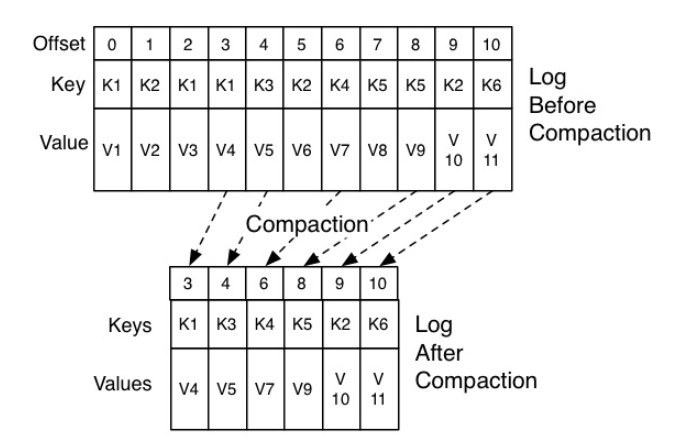 Offset 0 1 2 3 4 5 6 7 8 9 10
Key K1 K2 K1 K1 K3 K2 K4 K5 K5 K2 K6
Value V1 V2 V3 V4 V5 V6 V7 V8 V9 V 10 V 11
Log
Before
Compaction
Compaction
3 4 6 8 9 10
Keys K1 K3 K4 K5 K2 K6
Values V4 V5 V7 V9 V 10 V 11
Log
After
Compaction